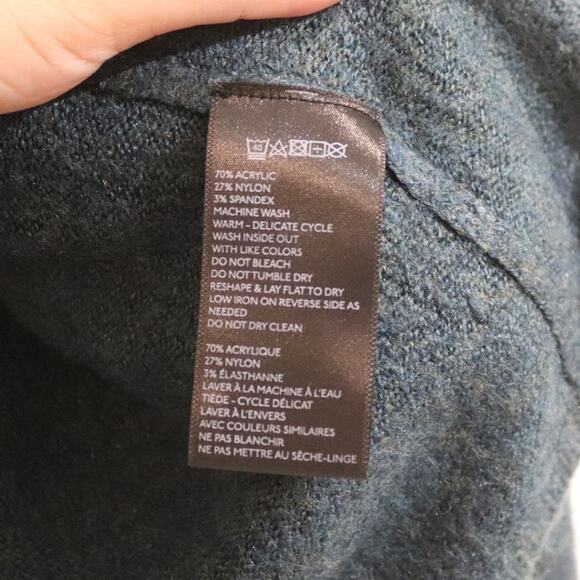 40
70% ACRYLIC
27% NYLON
3% SPANDEX
MACHINE WASH
WARM - DELICATE CYCLE
WASH INSIDE OUT
WITH LIKE COLORS
DO NOT BLEACH
DO NOT TUMBLE DRY
RESHAPE & LAY FLAT TO DRY
LOW IRON ON REVERSE SIDE AS
NEEDED
DO NOT DRY CLEAN
70% ACRYLIQUE
27% NYLON
3% ÉLASTHANNE
LAVER À LA MACHINE À L'EAU
TIÈDE - CYCLE DÉLICAT
LAVER À L'ENVERS
AVEC COULEURS SIMILAIRES
NE PAS BLANCHIR
NE PAS METTRE AU SÈCHE-LINGE